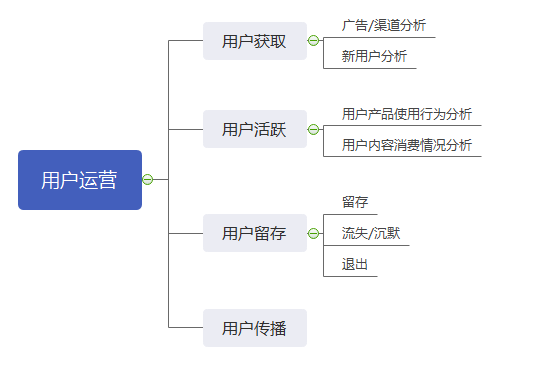 用户运营
用户获取
广告/渠道分析
新用户分析
用户活跃
用户产品使用行为分析
用户内容消费情况分析
用户留存
留存
流失/沉默
退出
用户传播